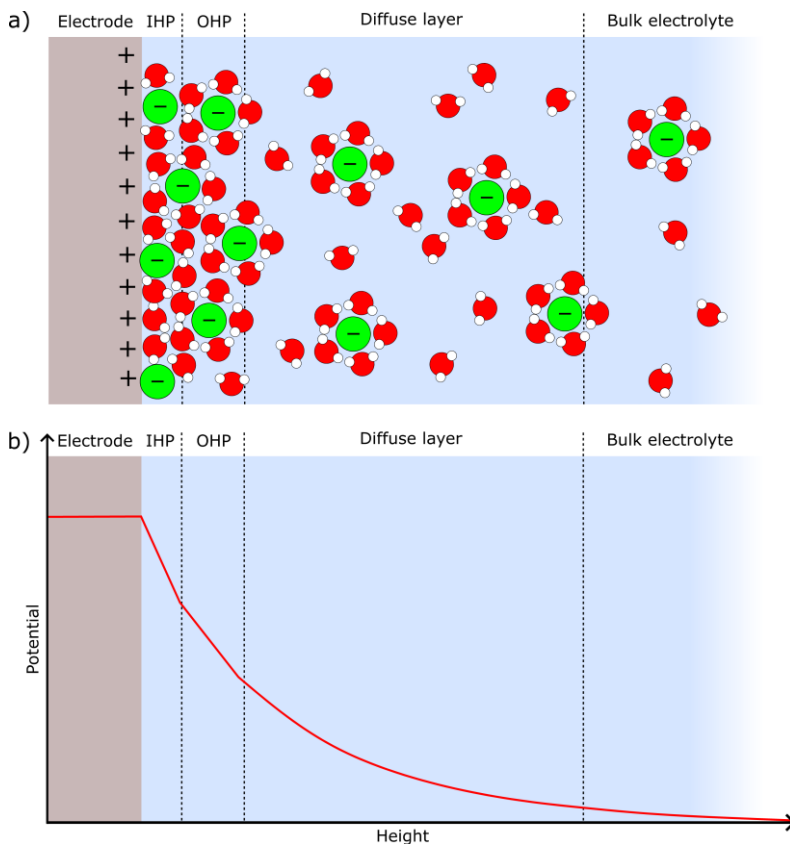 a)
Electrode IHP OHP Diffuse layer Bulk electrolyte
+ −
+ −
+
+
+ −
+ −
+ −
+ −
+ −
+
+ −
−
−
−
−
−
b)
Electrode IHP OHP Diffuse layer Bulk electrolyte
Potential
Height